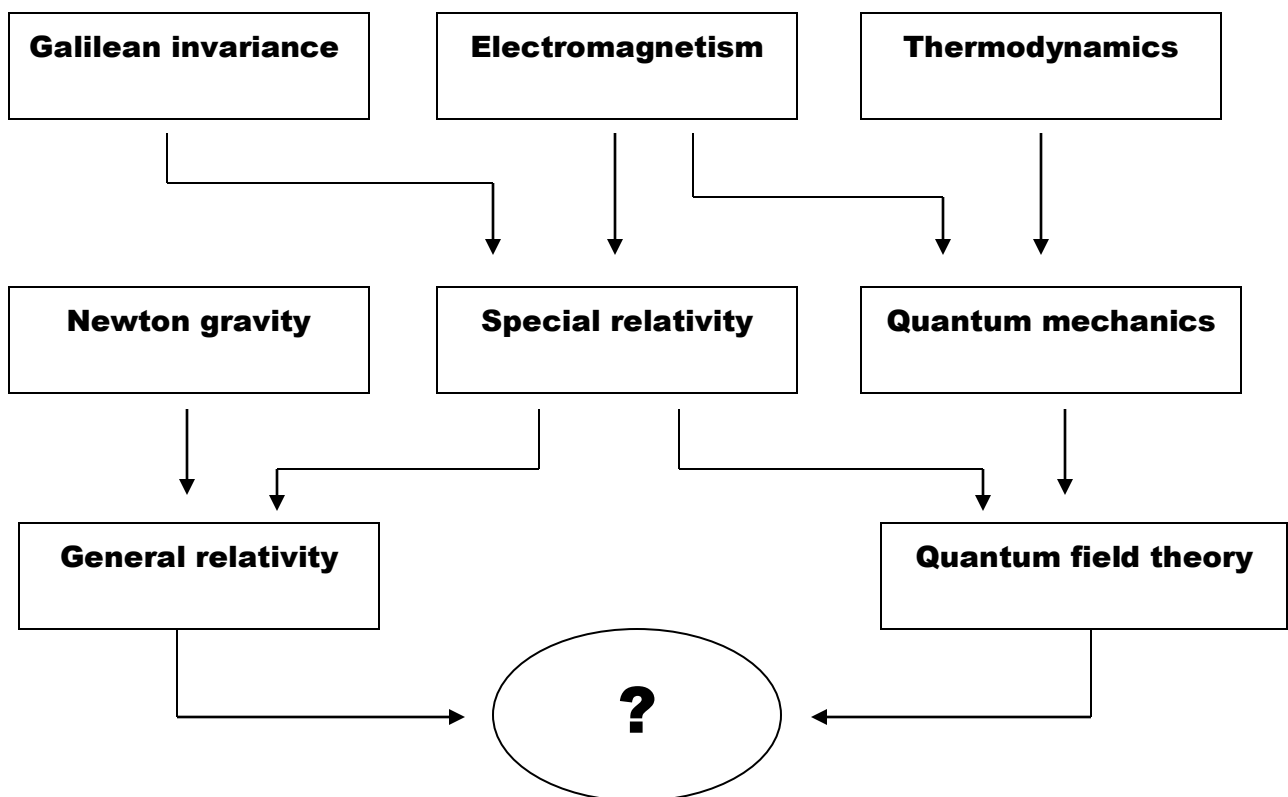 Galilean invariance
Electromagnetism
Thermodynamics
Newton gravity
Special relativity
Quantum mechanics
General relativity
Quantum field theory
?